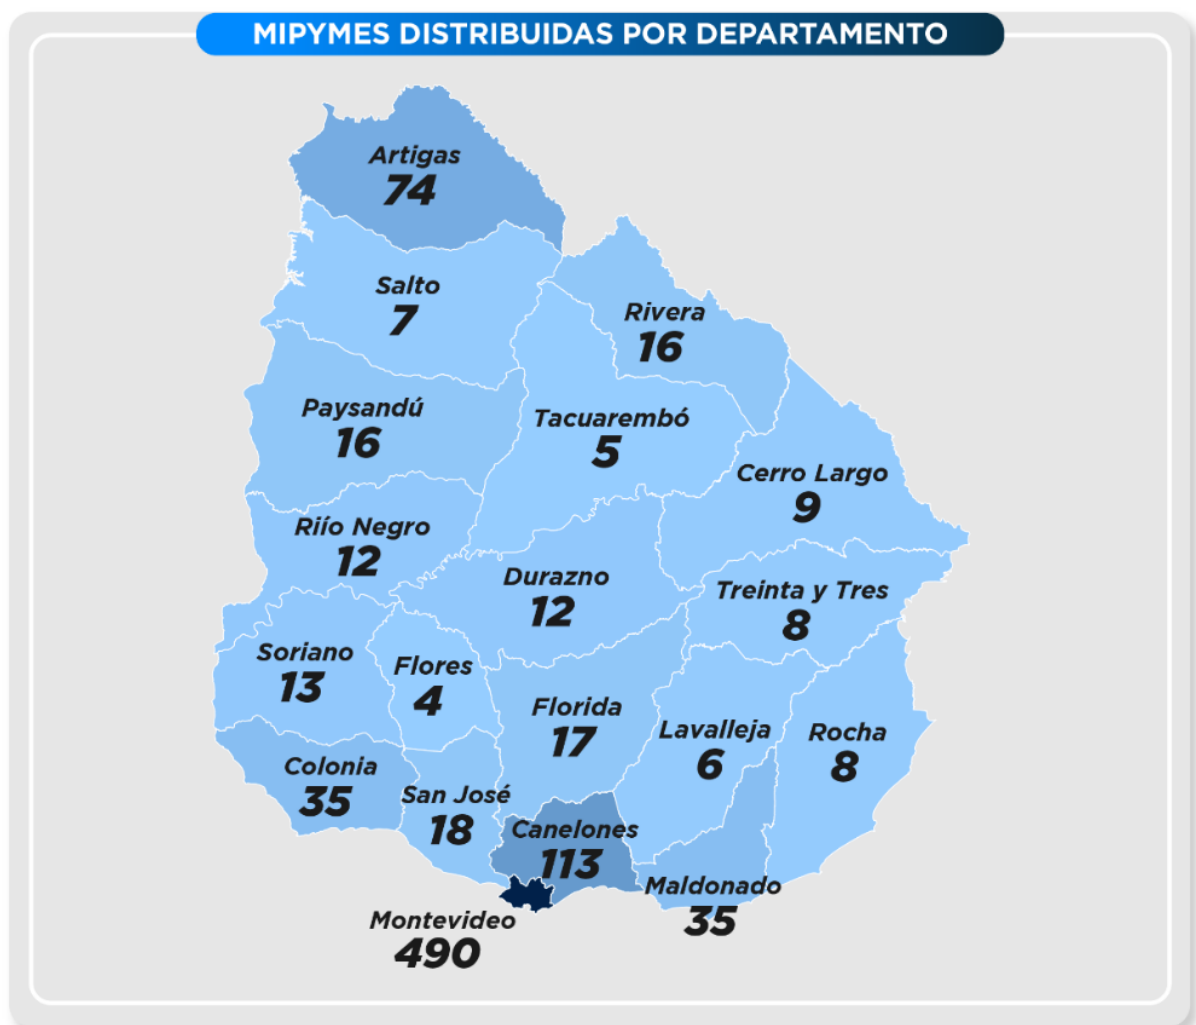 MIPYMES DISTRIBUIDAS POR DEPARTAMENTO
Artigas
74
Salto
7
Rivera
16
Paysandú
16
Tacuarembó
5
Cerro Largo
9
Riío Negro
12
Durazno
12
Treinta y Tres
8
Soriano
13
Flores
4
Florida
17
Lavalleja
6
Rocha
8
Colonia
35
San José
18
Canelones
113
Maldonado
35
Montevideo
490